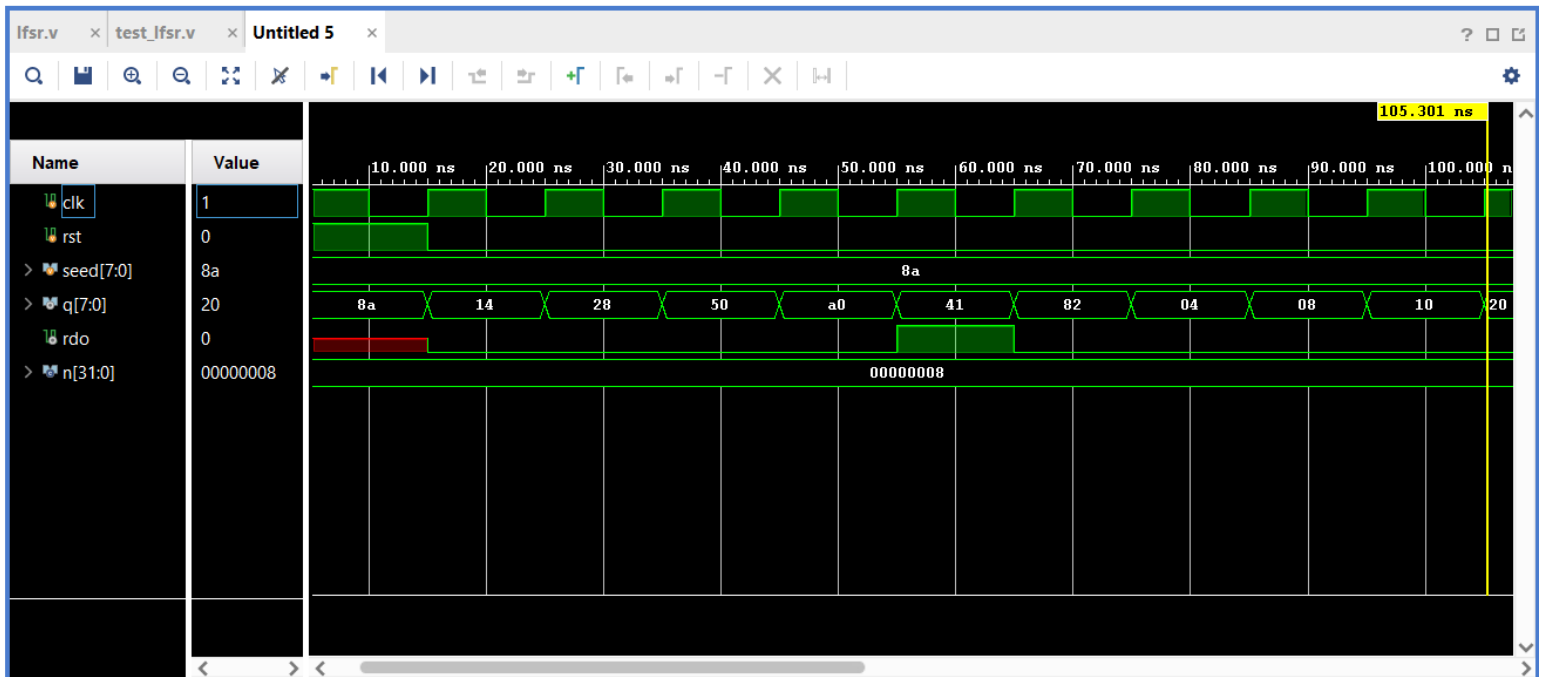 lfsr.v × test_lfsr.v × Untitled 5 × ?
105.301 ns
Name Value
10.000 ns 20.000 ns 30.000 ns 40.000 ns 50.000 ns 60.000 ns 70.000 ns 80.000 ns 90.000 ns 100.000 n
clk 1
rst 0
seed[7:0] 8a 8a
q[7:0] 20 8a 14 28 50 a0 41 82 04 08 10 20
rdo 0
n[31:0] 00000008 00000008